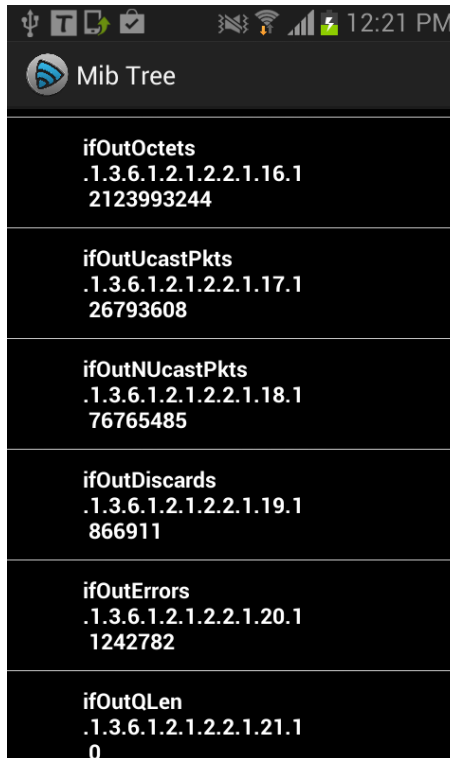 T
12:21 PM
Mib Tree
ifOutOctets
.1.3.6.1.2.1.2.2.1.16.1
2123993244
ifOutUcastPkts
.1.3.6.1.2.1.2.2.1.17.1
26793608
ifOutNUcastPkts
.1.3.6.1.2.1.2.2.1.18.1
76765485
ifOutDiscards
.1.3.6.1.2.1.2.2.1.19.1
866911
ifOutErrors
.1.3.6.1.2.1.2.2.1.20.1
1242782
ifOutQLen
.1.3.6.1.2.1.2.2.1.21.1
0